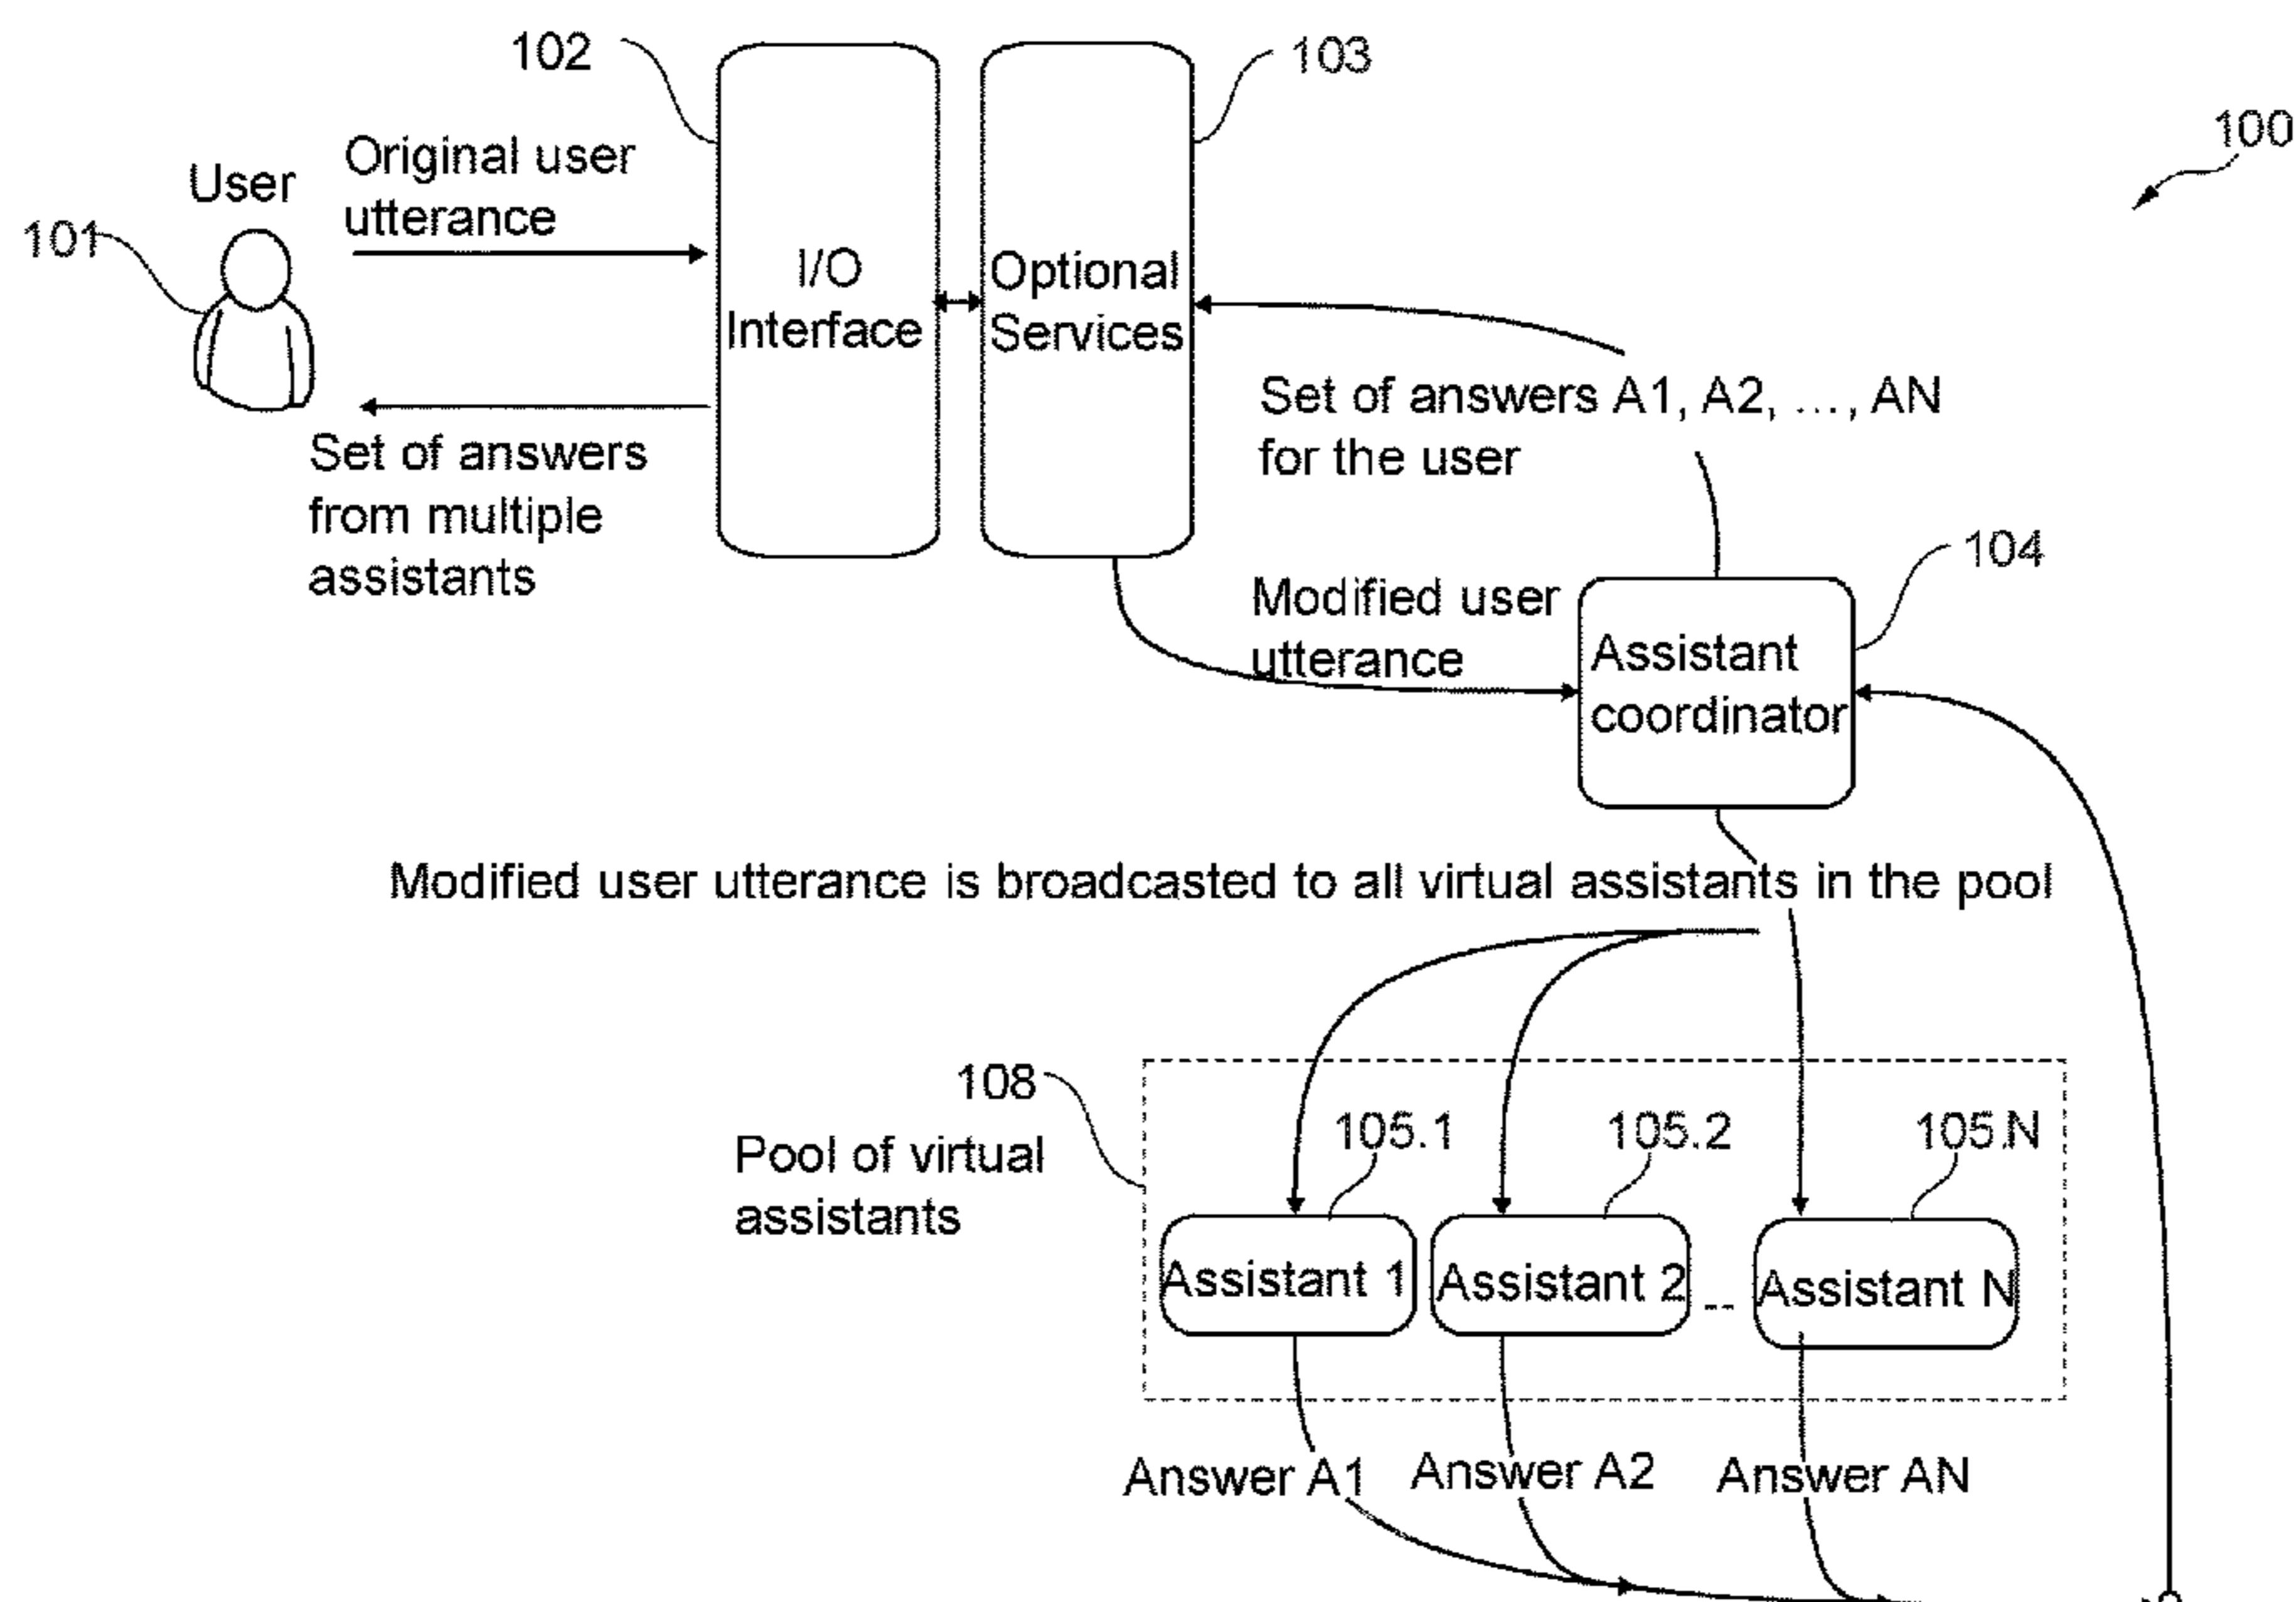 102
103
100
User
Original user
utterance
101
I/O
Interface
Optional
Services
Set of answers
from multiple
assistants
Set of answers A1, A2, ..., AN
for the user
104
Modified user
utterance
Assistant
coordinator
Modified user utterance is broadcasted to all virtual assistants in the pool
108
Pool of virtual
assistants
105.1
105.2
105.N
Assistant 1
Assistant 2
--
Assistant N
Answer A1
Answer A2
Answer AN